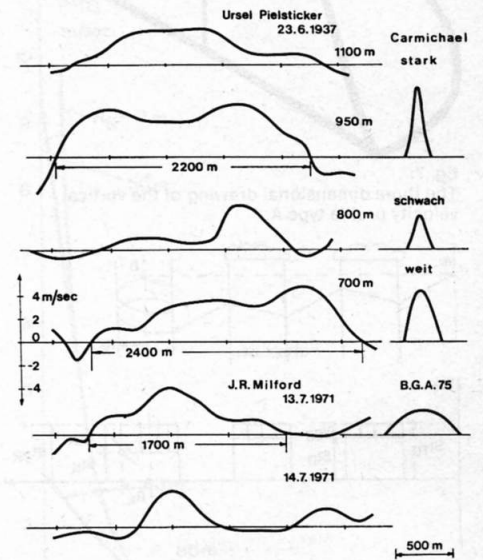 Ursel Pielsticker
23.6.1937
1100 m
Carmichael
stark
950 m
2200 m
800 m
schwach
700 m
weit
4 m/sec
2
0
-2
-4
2400 m
J.R. Milford
13.7.1971
B.G.A. 75
1700 m
14.7.1971
500 m